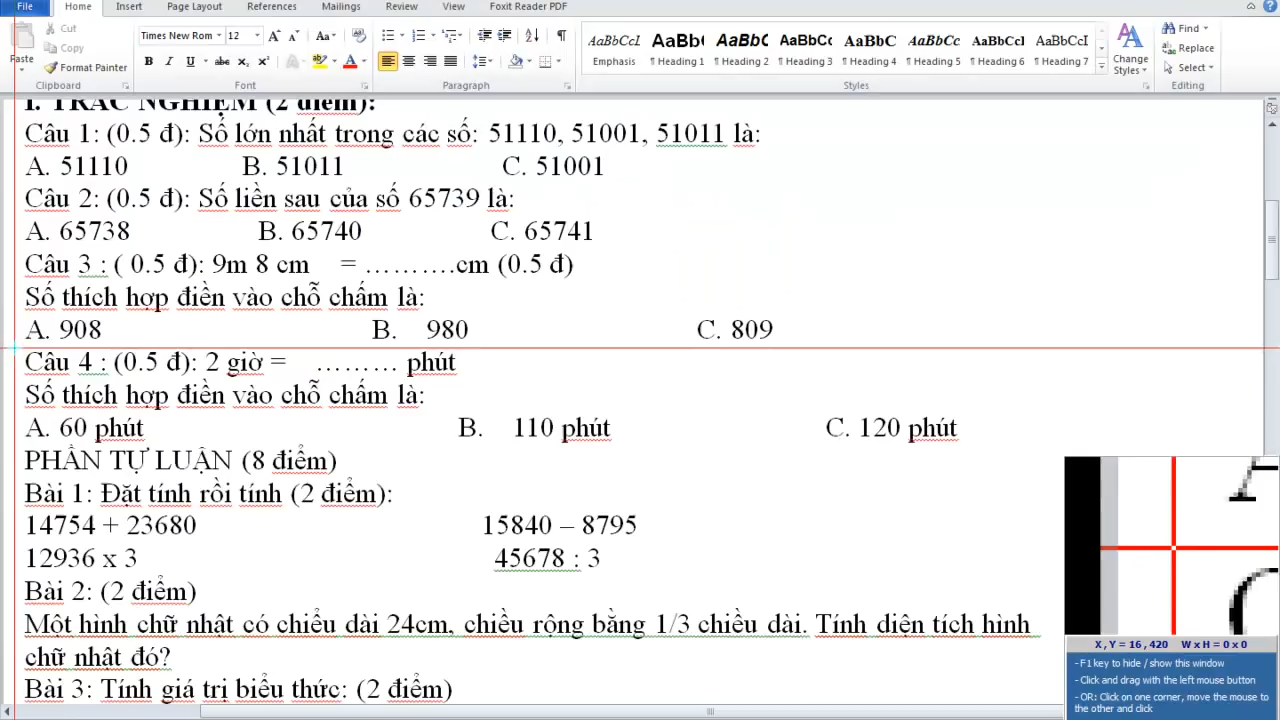 File Home Insert Page Layout References Mailings Review View Foxit Reader PDF
Cut
Copy
Paste
Format Painter
Clipboard
Times New Rom 12
Font
Paragraph
AaBbCcI AaBb( AaBb( AaBbCc AaBbC AaBbCc AaBbCcI AaBbCcI
Emphasis ¶ Heading 1 ¶ Heading 2 ¶ Heading 3 ¶ Heading 4 ¶ Heading 5 ¶ Heading 6 ¶ Heading 7
Change Styles
Styles
Find
Replace
Select
Editing
I. TRẮC NGHIỆM (2 điểm):
Câu 1: (0.5 đ): Số lớn nhất trong các số: 51110, 51001, 51011 là:
A. 51110 B. 51011 C. 51001
Câu 2: (0.5 đ): Số liền sau của số 65739 là:
A. 65738 B. 65740 C. 65741
Câu 3 : ( 0.5 đ): 9m 8 cm = ……….cm (0.5 đ)
Số thích hợp điền vào chỗ chấm là:
A. 908 B. 980 C. 809
Câu 4 : (0.5 đ): 2 giờ = ……… phút
Số thích hợp điền vào chỗ chấm là:
A. 60 phút B. 110 phút C. 120 phút
PHẦN TỰ LUẬN (8 điểm)
Bài 1: Đặt tính rồi tính (2 điểm):
14754 + 23680 15840 – 8795
12936 x 3 45678 : 3
Bài 2: (2 điểm)
Một hình chữ nhật có chiểu dài 24cm, chiều rộng bằng 1/3 chiều dài. Tính diện tích hình
chữ nhật đó?
Bài 3: Tính giá trị biểu thức: (2 điểm)
X , Y = 16 , 420 W x H = 0 x 0
- F1 key to hide / show this window
- Click and drag with the left mouse button
- OR: Click on one corner, move the mouse to
the other and click